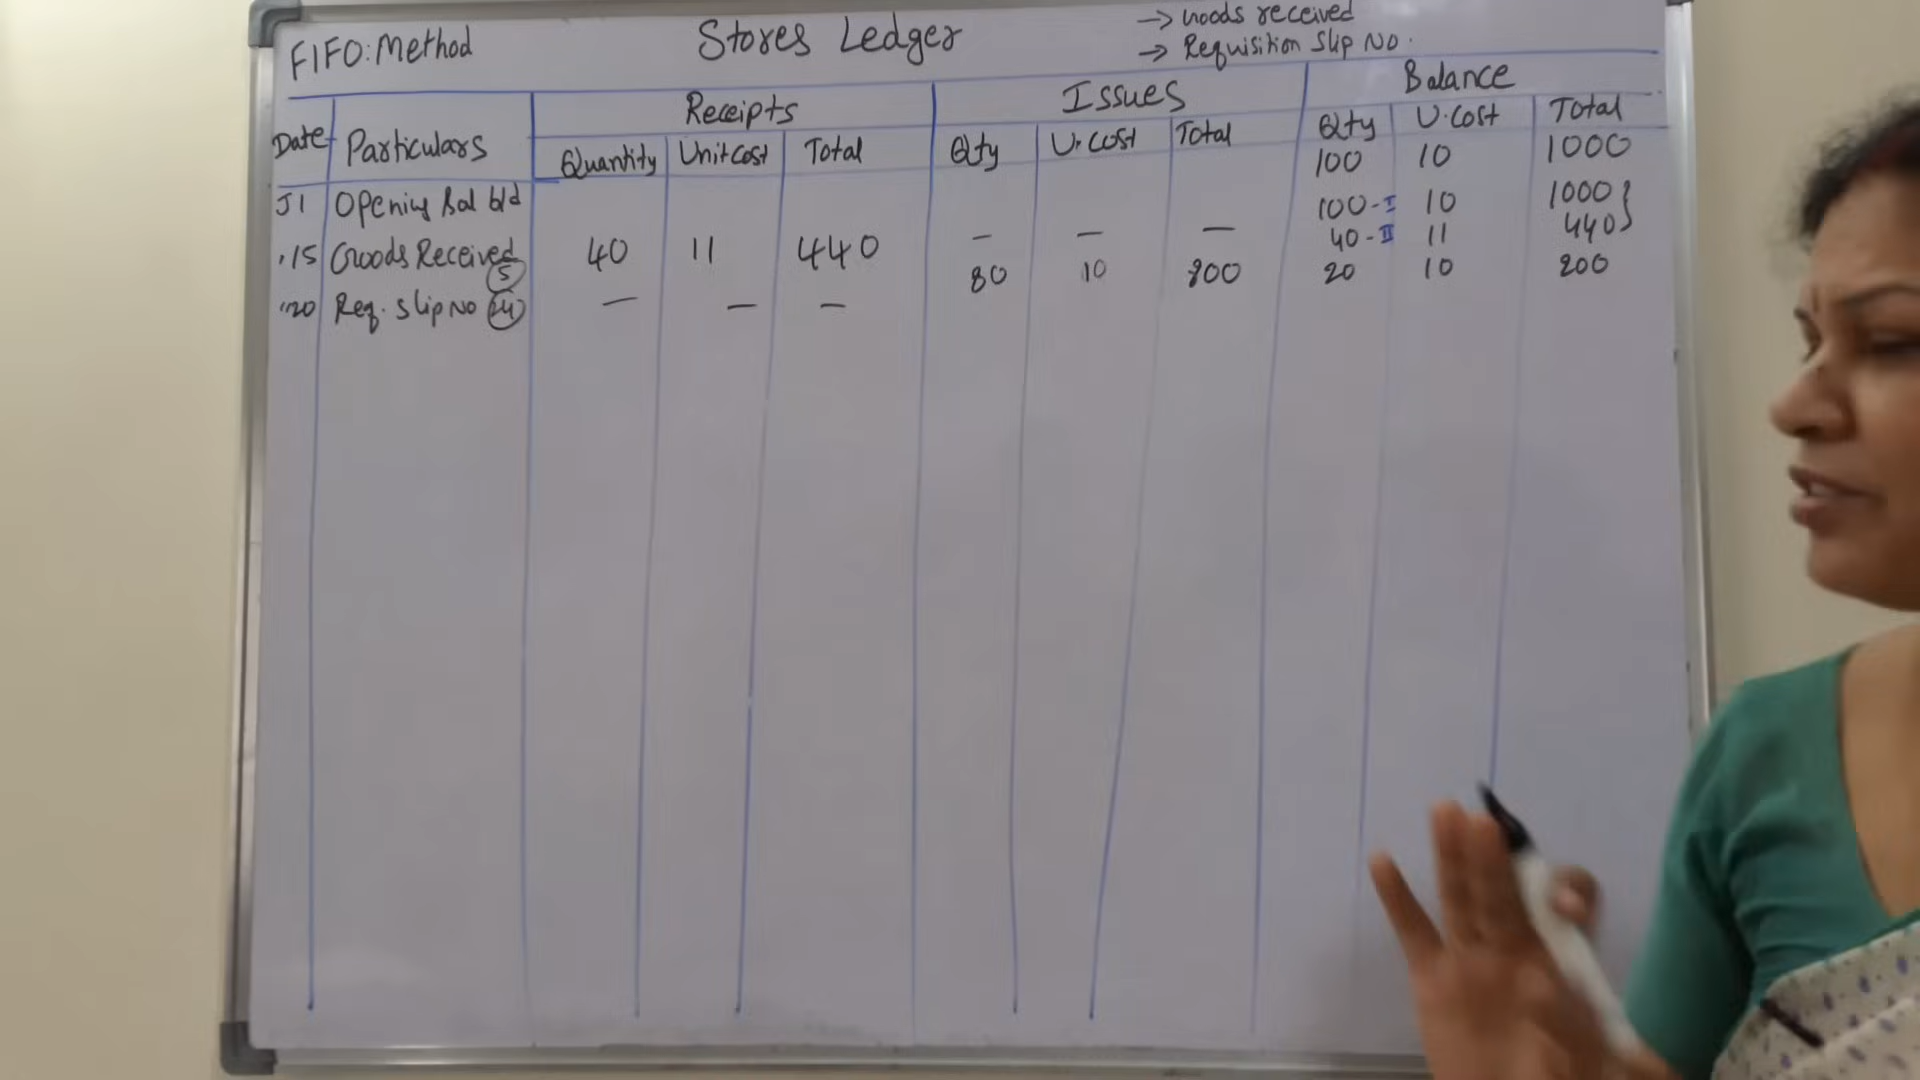 FIFO: Method
Stores Ledger
→ Goods received
→ Requisition Slip No.
Date Particulars Receipts Issues Balance
Quantity Unit cost Total Qty U. cost Total Qty U. cost Total
100 10 1000
J1 Opening Bal b/d
100 - I 10 1000
40 - II 11 440
15 Goods Received 5 40 11 440 — — —
20 Req. Slip No 24 — — — 80 10 800 20 10 200